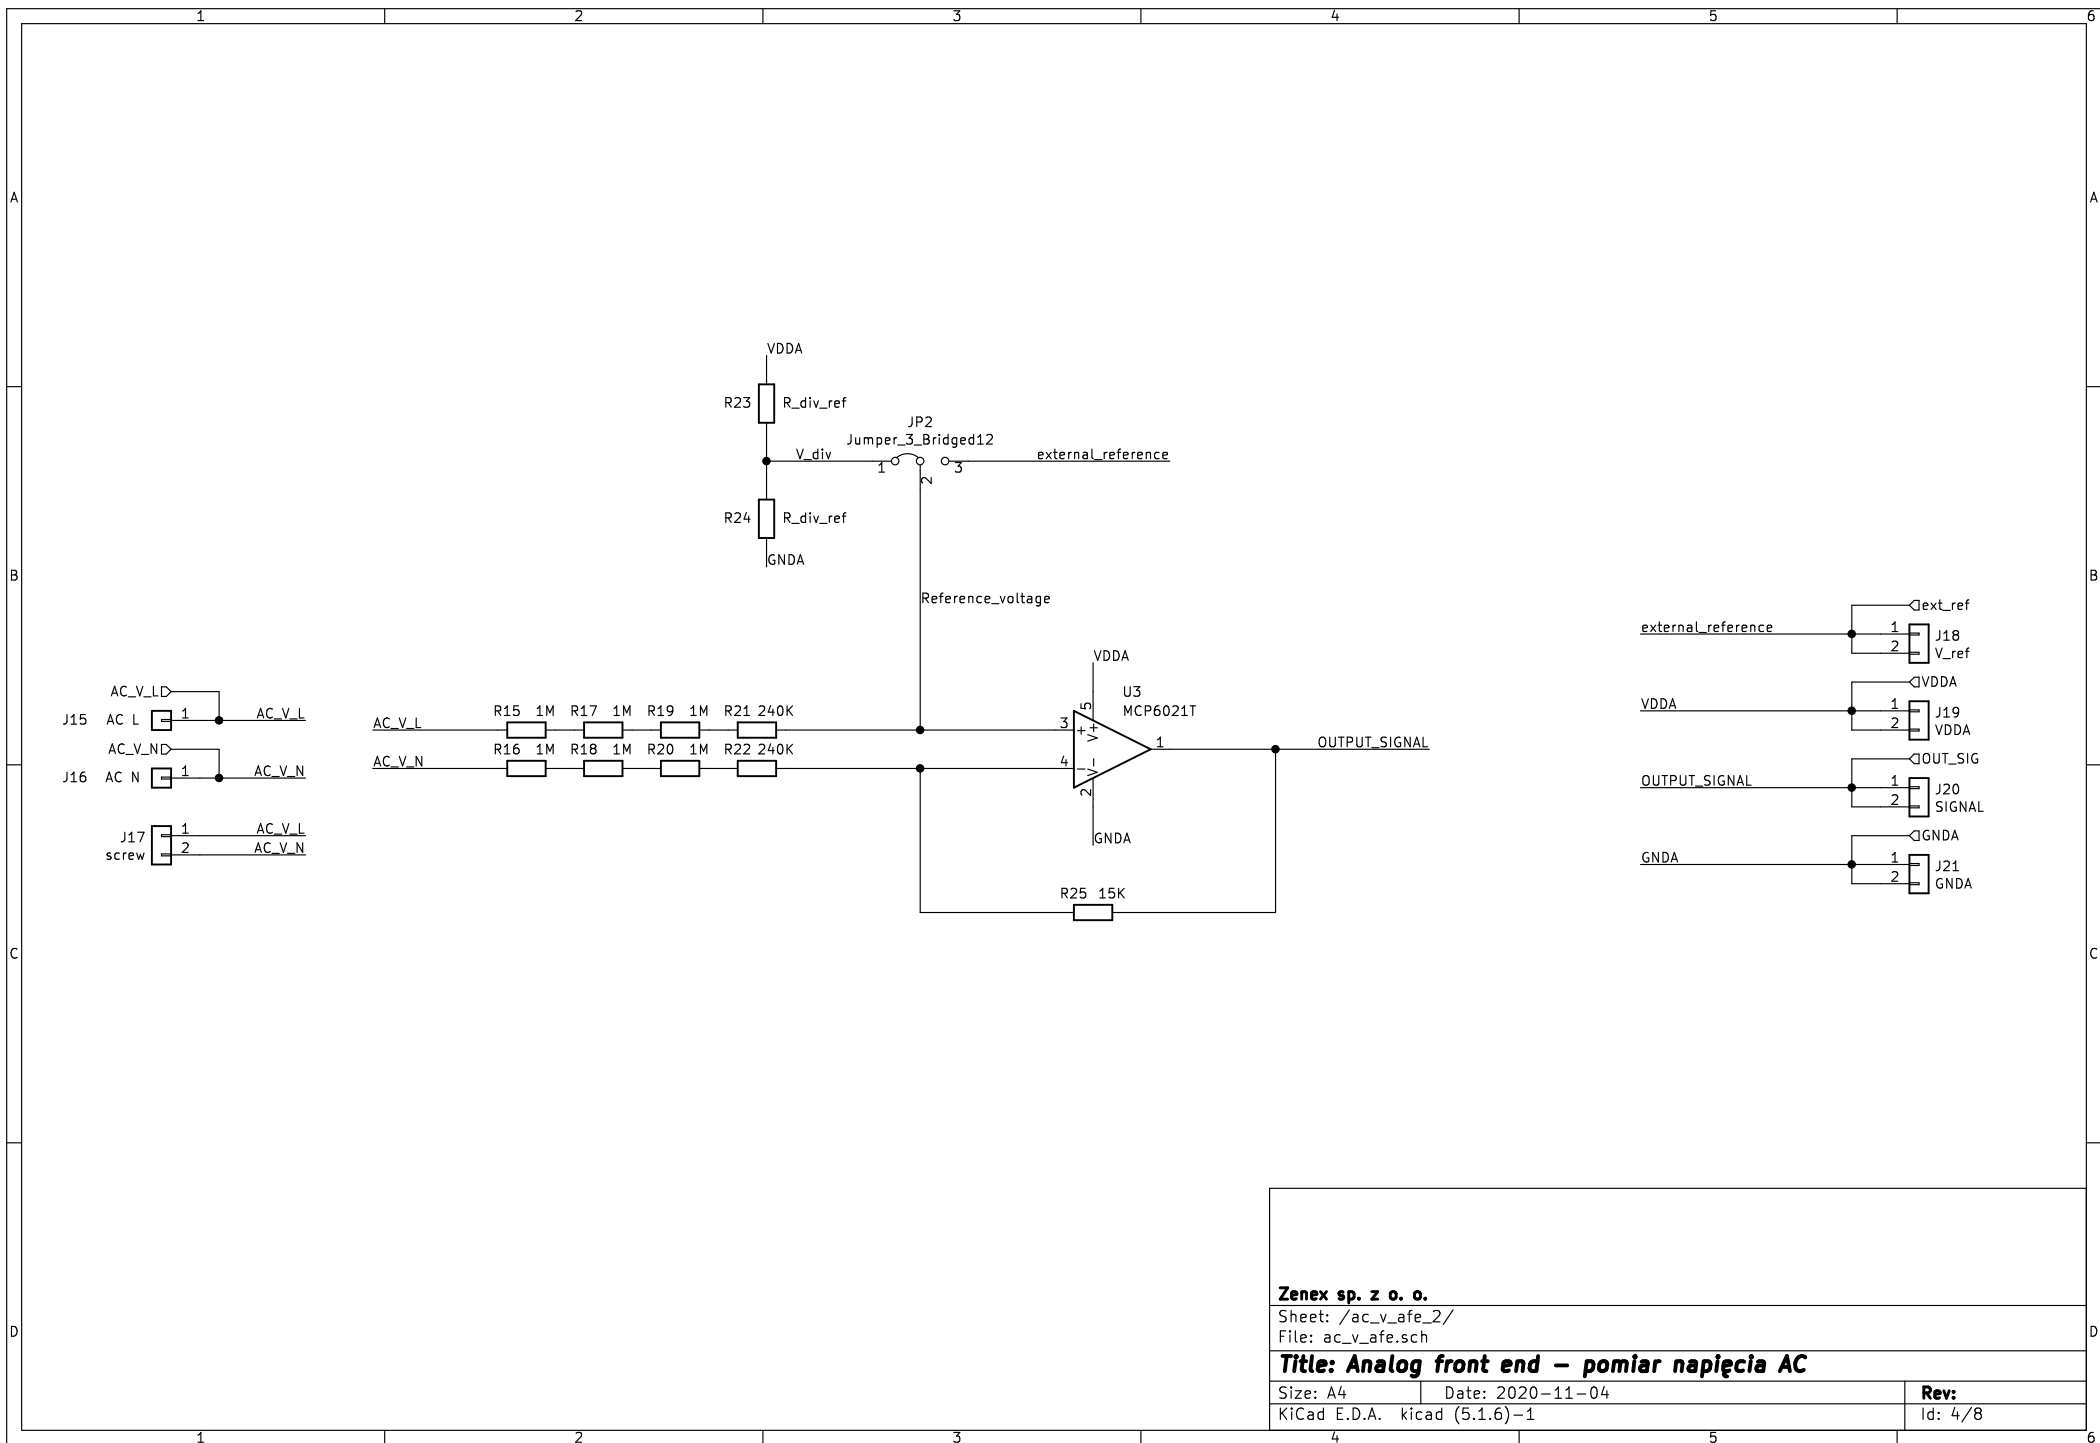 1 2 3 4 5 6
A A
VDDA
R23 R_div_ref
JP2
Jumper_3_Bridged12
V_div external_reference
1 3
2
R24 R_div_ref
GNDA
B B
Reference_voltage
ext_ref
external_reference 1 J18
2 V_ref
VDDA
VDDA
VDDA 1 J19
2 VDDA
AC_V_L
J15 AC L 1 AC_V_L
AC_V_N
J16 AC N 1 AC_V_N
J17 1 AC_V_L
screw 2 AC_V_N
AC_V_L R15 1M R17 1M R19 1M R21 240K
AC_V_N R16 1M R18 1M R20 1M R22 240K
U3
MCP6021T
5
3 + V+
1 OUTPUT_SIGNAL
4 − V-
2
GNDA
R25 15K
OUT_SIG
OUTPUT_SIGNAL 1 J20
2 SIGNAL
GNDA
GNDA 1 J21
2 GNDA
C C
Zenex sp. z o. o.
Sheet: /ac_v_afe_2/
File: ac_v_afe.sch
Title: Analog front end − pomiar napięcia AC
Size: A4 Date: 2020−11−04 Rev:
KiCad E.D.A. kicad (5.1.6)−1 Id: 4/8
D D
1 2 3 4 5 6